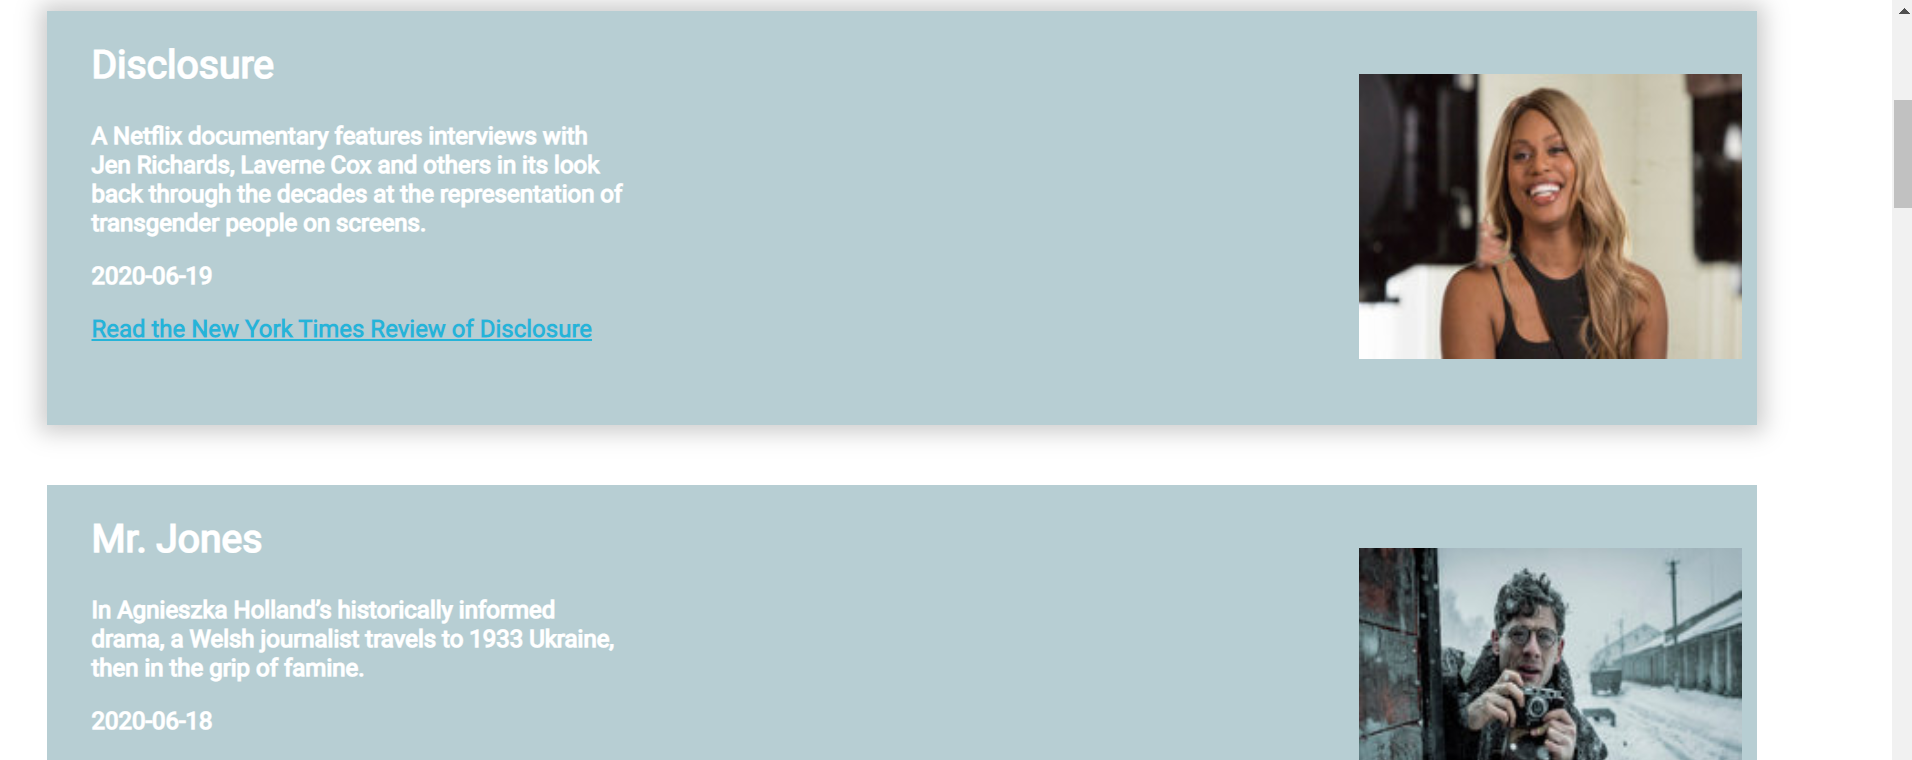 Disclosure
A Netflix documentary features interviews with
Jen Richards, Laverne Cox and others in its look
back through the decades at the representation of
transgender people on screens.
2020-06-19
Read the New York Times Review of Disclosure
Mr. Jones
In Agnieszka Holland’s historically informed
drama, a Welsh journalist travels to 1933 Ukraine,
then in the grip of famine.
2020-06-18